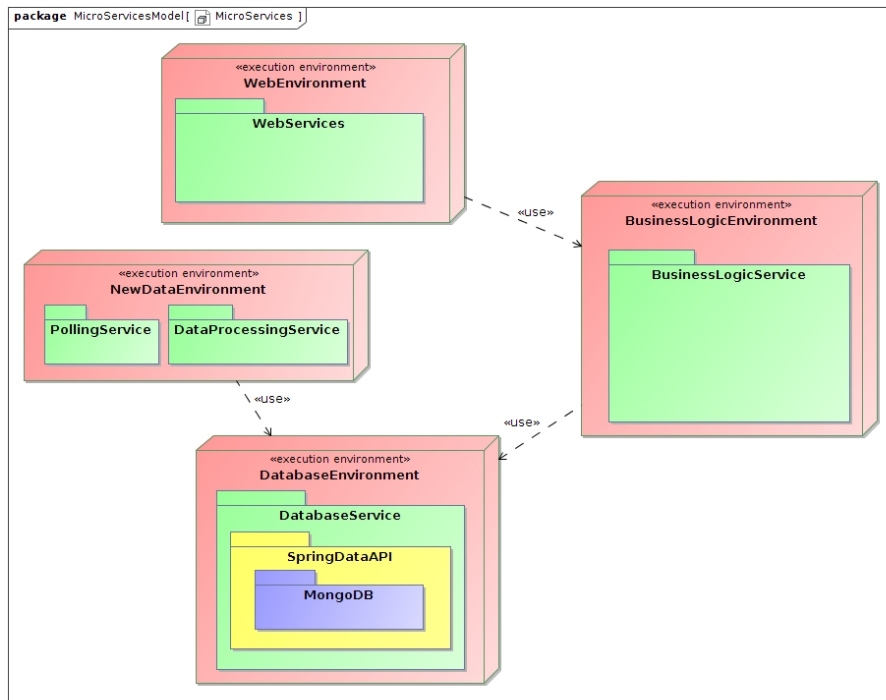 package MicroServicesModel[ MicroServices ]
«execution environment»
WebEnvironment
WebServices
«use»
«execution environment»
BusinessLogicEnvironment
BusinessLogicService
«execution environment»
NewDataEnvironment
PollingService
DataProcessingService
«use»
«use»
«execution environment»
DatabaseEnvironment
DatabaseService
SpringDataAPI
MongoDB